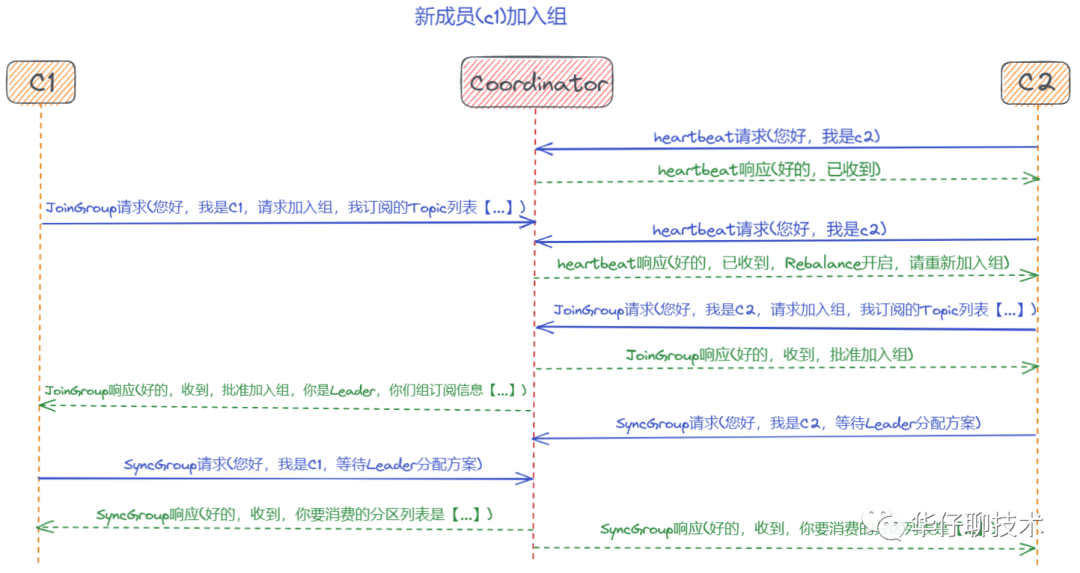 新成员(c1)加入组
C1
Coordinator
C2
heartbeat请求(您好，我是c2)
heartbeat响应(好的，已收到)
JoinGroup请求(您好，我是C1，请求加入组，我订阅的Topic列表【...】)
heartbeat请求(您好，我是c2)
heartbeat响应(好的，已收到，Rebalance开启，请重新加入组)
JoinGroup请求(您好，我是C2，请求加入组，我订阅的Topic列表【...】)
JoinGroup响应(好的，收到，批准加入组)
JoinGroup响应(好的，收到，批准加入组，你是Leader，你们组订阅信息【...】)
SyncGroup请求(您好，我是C2，等待Leader分配方案)
SyncGroup请求(您好，我是C1，等待Leader分配方案)
SyncGroup响应(好的，收到，你要消费的分区列表是【...】)
SyncGroup响应(好的，收到，你要消费的
华仔聊技术